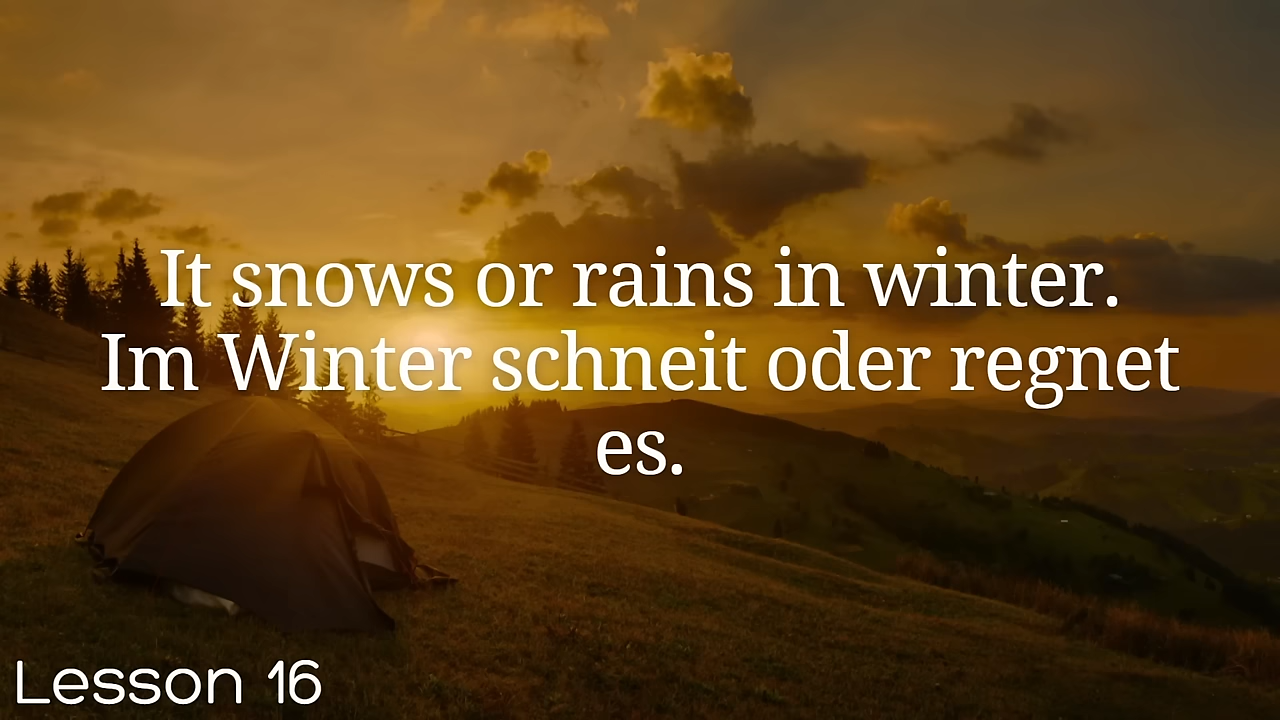 It snows or rains in winter.
Im Winter schneit oder regnet
es.
Lesson 16